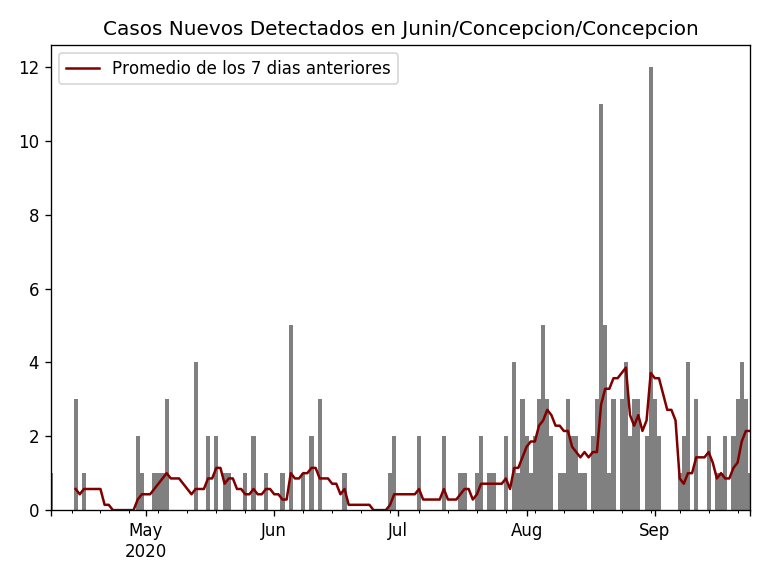 Casos Nuevos Detectados en Junin/Concepcion/Concepcion
Promedio de los 7 dias anteriores
12
10
8
6
4
2
0
May
2020
Jun
Jul
Aug
Sep